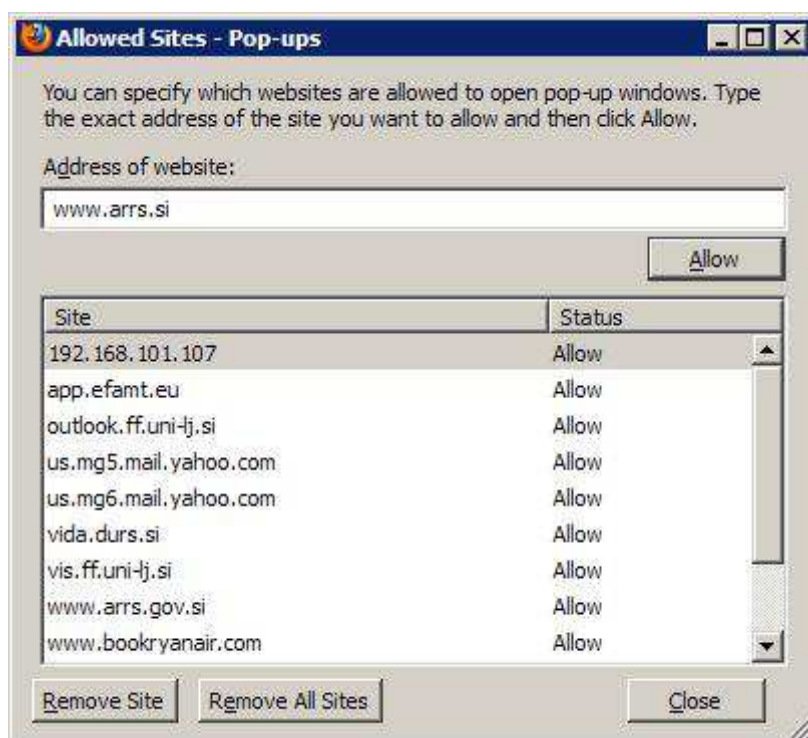 Allowed Sites - Pop-ups
You can specify which websites are allowed to open pop-up windows. Type
the exact address of the site you want to allow and then click Allow.
Address of website:
www.arrs.si
Allow
Site Status
192.168.101.107 Allow
app.efamt.eu Allow
outlook.ff.uni-lj.si Allow
us.mg5.mail.yahoo.com Allow
us.mg6.mail.yahoo.com Allow
vida.durs.si Allow
vis.ff.uni-lj.si Allow
www.arrs.gov.si Allow
www.bookryanair.com Allow
Remove Site Remove All Sites Close